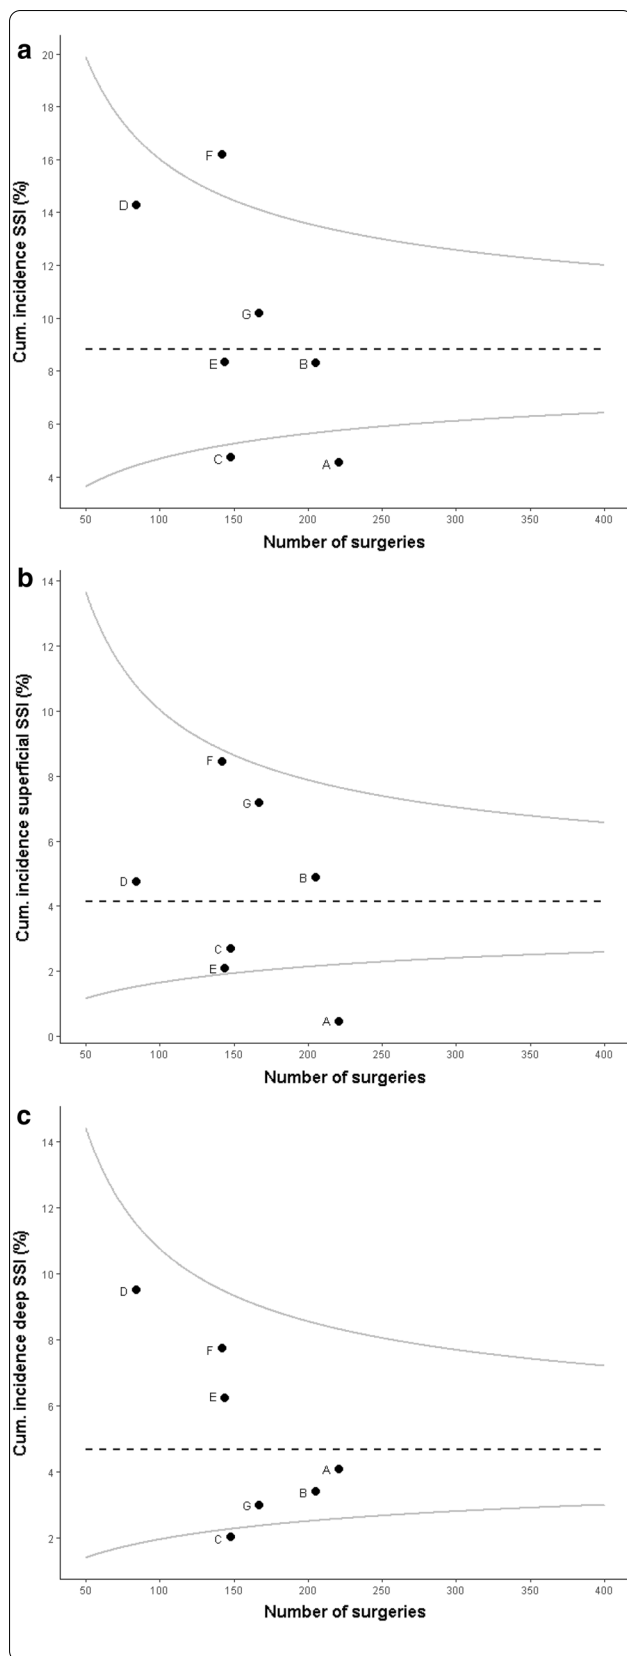 a
Cum. incidence SSI (%)
20
18
16
14
12
10
8
6
4
F
D
G
E
B
C
A
50 100 150 200 250 300 350 400
Number of surgeries
b
Cum. incidence superficial SSI (%)
14
12
10
8
6
4
2
0
F
G
D
B
C
E
A
50 100 150 200 250 300 350 400
Number of surgeries
c
Cum. incidence deep SSI (%)
14
12
10
8
6
4
2
D
F
E
A
B
G
C
50 100 150 200 250 300 350 400
Number of surgeries